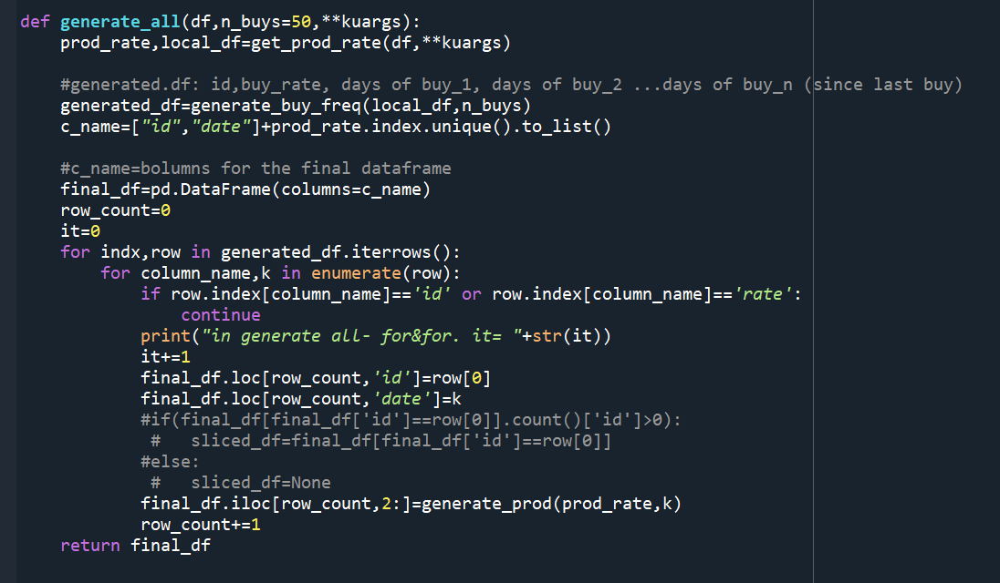 def generate_all(df,n_buys=50,**kuargs):
    prod_rate,local_df=get_prod_rate(df,**kuargs)
    #generated.df: id,buy_rate, days of buy_1, days of buy_2 ...days of buy_n (since last buy)
    generated_df=generate_buy_freq(local_df,n_buys)
    c_name=["id","date"]+prod_rate.index.unique().to_list()
    #c_name=bolumns for the final dataframe
    final_df=pd.DataFrame(columns=c_name)
    row_count=0
    it=0
    for indx,row in generated_df.iterrows():
        for column_name,k in enumerate(row):
            if row.index[column_name]=='id' or row.index[column_name]=='rate':
                continue
            print("in generate all- for&for. it= "+str(it))
            it+=1
            final_df.loc[row_count,'id']=row[0]
            final_df.loc[row_count,'date']=k
            #if(final_df[final_df['id']==row[0]].count()['id']>0):
             #   sliced_df=final_df[final_df['id']==row[0]]
            #else:
             #   sliced_df=None
            final_df.iloc[row_count,2:]=generate_prod(prod_rate,k)
            row_count+=1
    return final_df